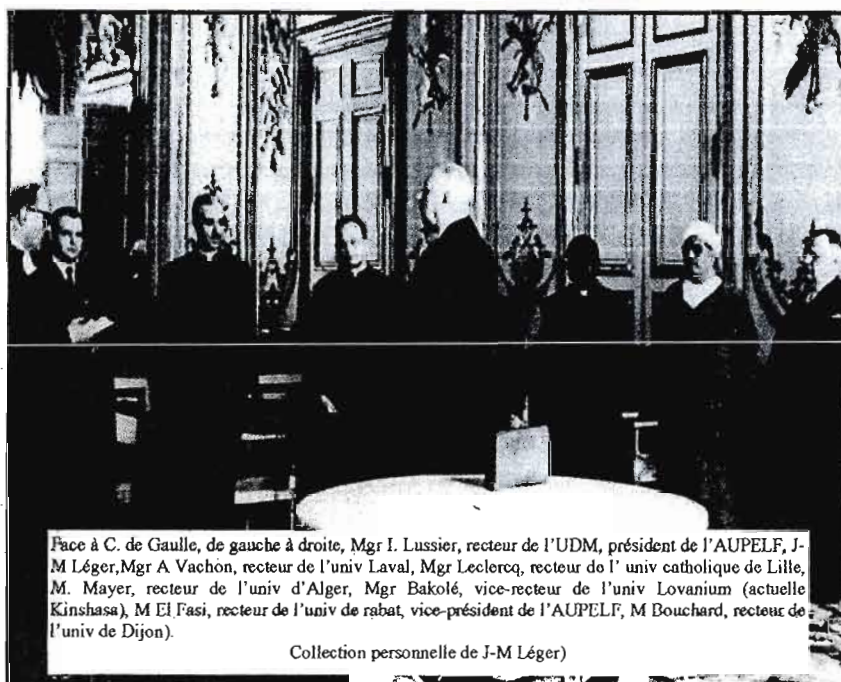 Face à C. de Gaulle, de gauche à droite, Mgr I. Lussier, recteur de l'UDM, président de l'AUPELF, J-
M Léger,Mgr A Vachon, recteur de l'univ Laval, Mgr Leclercq, recteur de l' univ catholique de Lille,
M. Mayer, recteur de l'univ d'Alger, Mgr Bakolé, vice-recteur de l'univ Lovanium (actuelle
Kinshasa), M El Fasi, recteur de l'univ de rabat, vice-président de l'AUPELF, M Bouchard, recteur de
l'univ de Dijon).
Collection personnelle de J-M Léger)